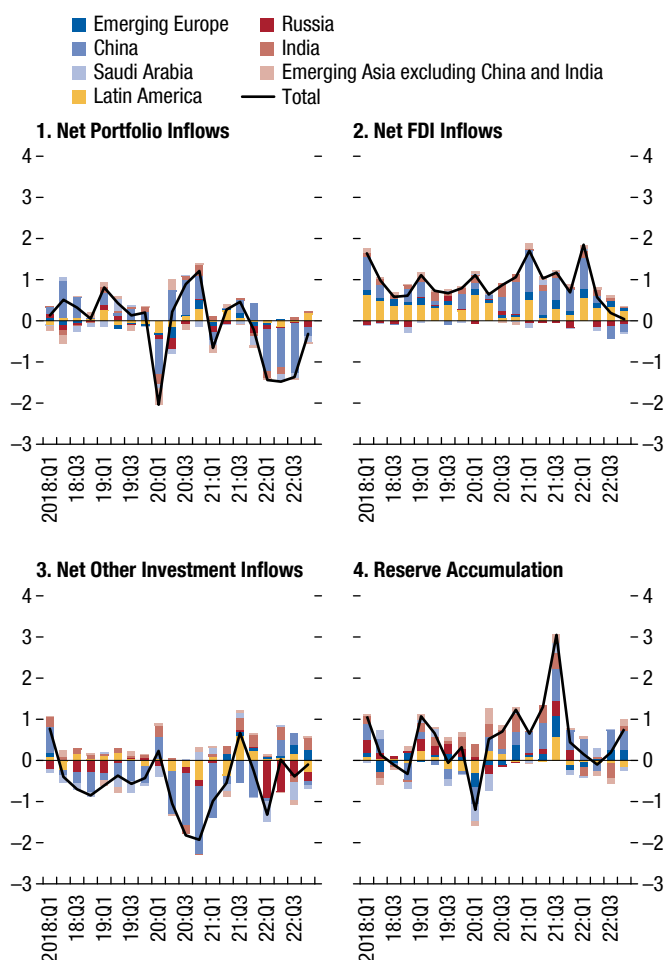 Emerging Europe Russia
China India
Saudi Arabia Emerging Asia excluding China and India
Latin America Total
1. Net Portfolio Inflows 2. Net FDI Inflows
4 4
3 3
2 2
1 1
0 0
–1 –1
–2 –2
–3 –3
2018:Q1 18:Q3 19:Q1 19:Q3 20:Q1 20:Q3 21:Q1 21:Q3 22:Q1 22:Q3 2018:Q1 18:Q3 19:Q1 19:Q3 20:Q1 20:Q3 21:Q1 21:Q3 22:Q1 22:Q3
3. Net Other Investment Inflows 4. Reserve Accumulation
4 4
3 3
2 2
1 1
0 0
–1 –1
–2 –2
–3 –3
2018:Q1 18:Q3 19:Q1 19:Q3 20:Q1 20:Q3 21:Q1 21:Q3 22:Q1 22:Q3 2018:Q1 18:Q3 19:Q1 19:Q3 20:Q1 20:Q3 21:Q1 21:Q3 22:Q1 22:Q3